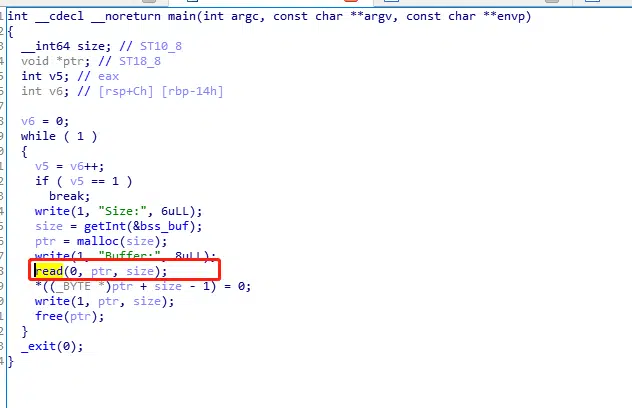 int __cdecl __noreturn main(int argc, const char **argv, const char **envp)
{
__int64 size; // ST10_8
void *ptr; // ST18_8
int v5; // eax
int v6; // [rsp+Ch] [rbp-14h]
v6 = 0;
while ( 1 )
{
v5 = v6++;
if ( v5 == 1 )
break;
write(1, "Size:", 6uLL);
size = getInt(&bss_buf);
ptr = malloc(size);
write(1, "Buffer:", 8uLL);
read(0, ptr, size);
*((_BYTE *)ptr + size - 1) = 0;
write(1, ptr, size);
free(ptr);
}
_exit(0);
}